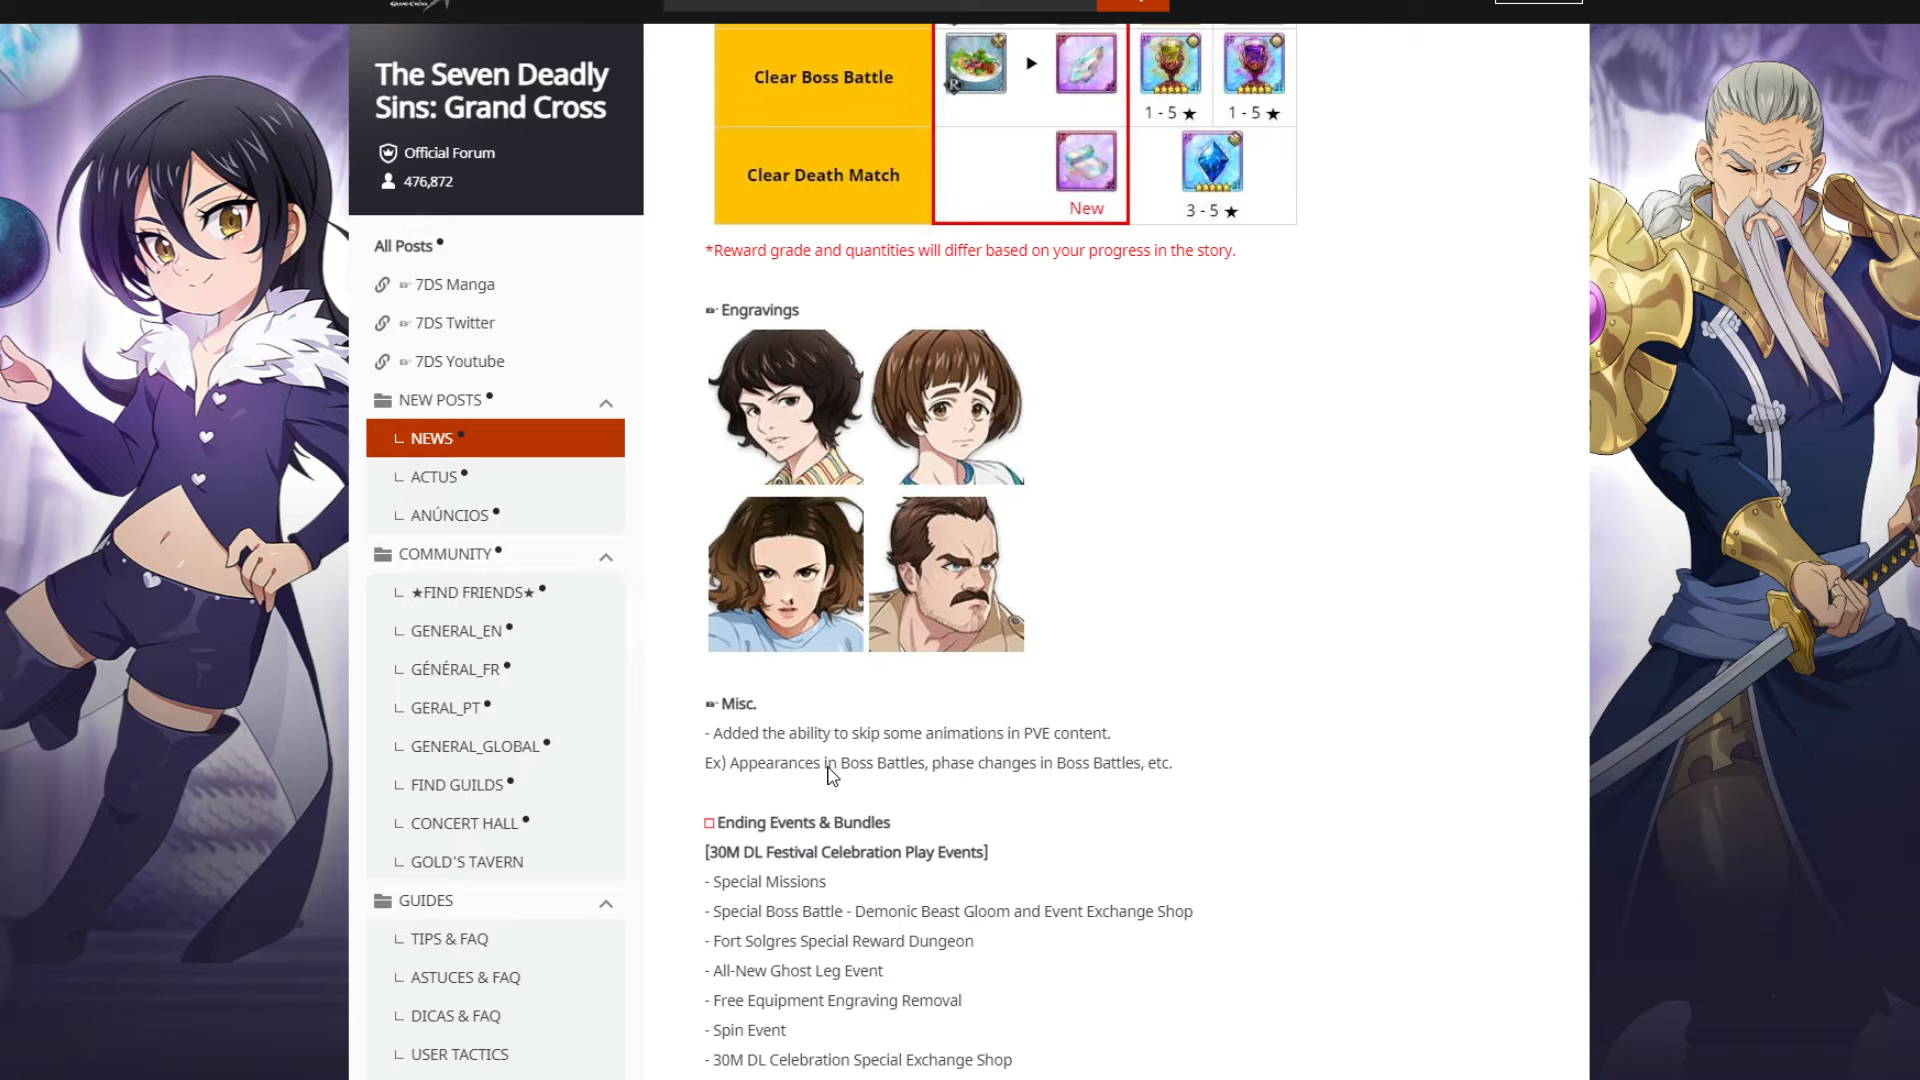 GRAND CROSS
The Seven Deadly
Sins: Grand Cross
Official Forum
476,872
All Posts
7DS Manga
7DS Twitter
7DS Youtube
NEW POSTS
NEWS
ACTUS
ANÚNCIOS
COMMUNITY
★FIND FRIENDS★
GENERAL_EN
GÉNÉRAL_FR
GERAL_PT
GENERAL_GLOBAL
FIND GUILDS
CONCERT HALL
GOLD'S TAVERN
GUIDES
TIPS & FAQ
ASTUCES & FAQ
DICAS & FAQ
USER TACTICS
Clear Boss Battle
R
1 - 5 ★
1 - 5 ★
Clear Death Match
New
3 - 5 ★
*Reward grade and quantities will differ based on your progress in the story.
Engravings
Misc.
- Added the ability to skip some animations in PVE content.
Ex) Appearances in Boss Battles, phase changes in Boss Battles, etc.
Ending Events & Bundles
[30M DL Festival Celebration Play Events]
- Special Missions
- Special Boss Battle - Demonic Beast Gloom and Event Exchange Shop
- Fort Solgres Special Reward Dungeon
- All-New Ghost Leg Event
- Free Equipment Engraving Removal
- Spin Event
- 30M DL Celebration Special Exchange Shop